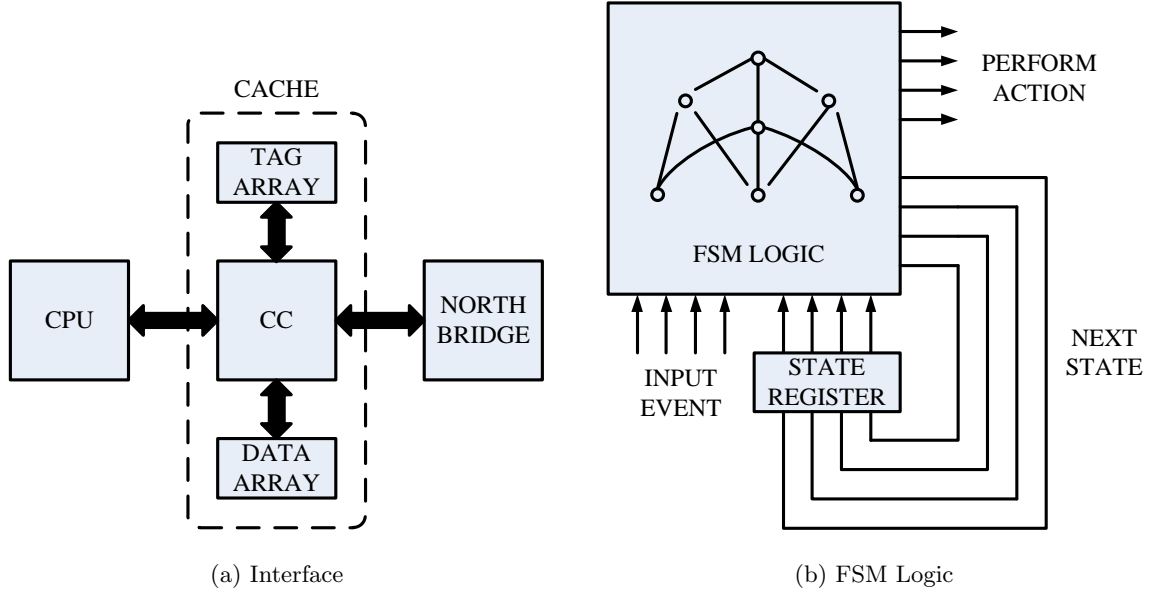 CACHE
TAG
ARRAY
CPU
CC
NORTH
BRIDGE
DATA
ARRAY
(a) Interface
PERFORM
ACTION
FSM LOGIC
INPUT
EVENT
STATE
REGISTER
NEXT
STATE
(b) FSM Logic